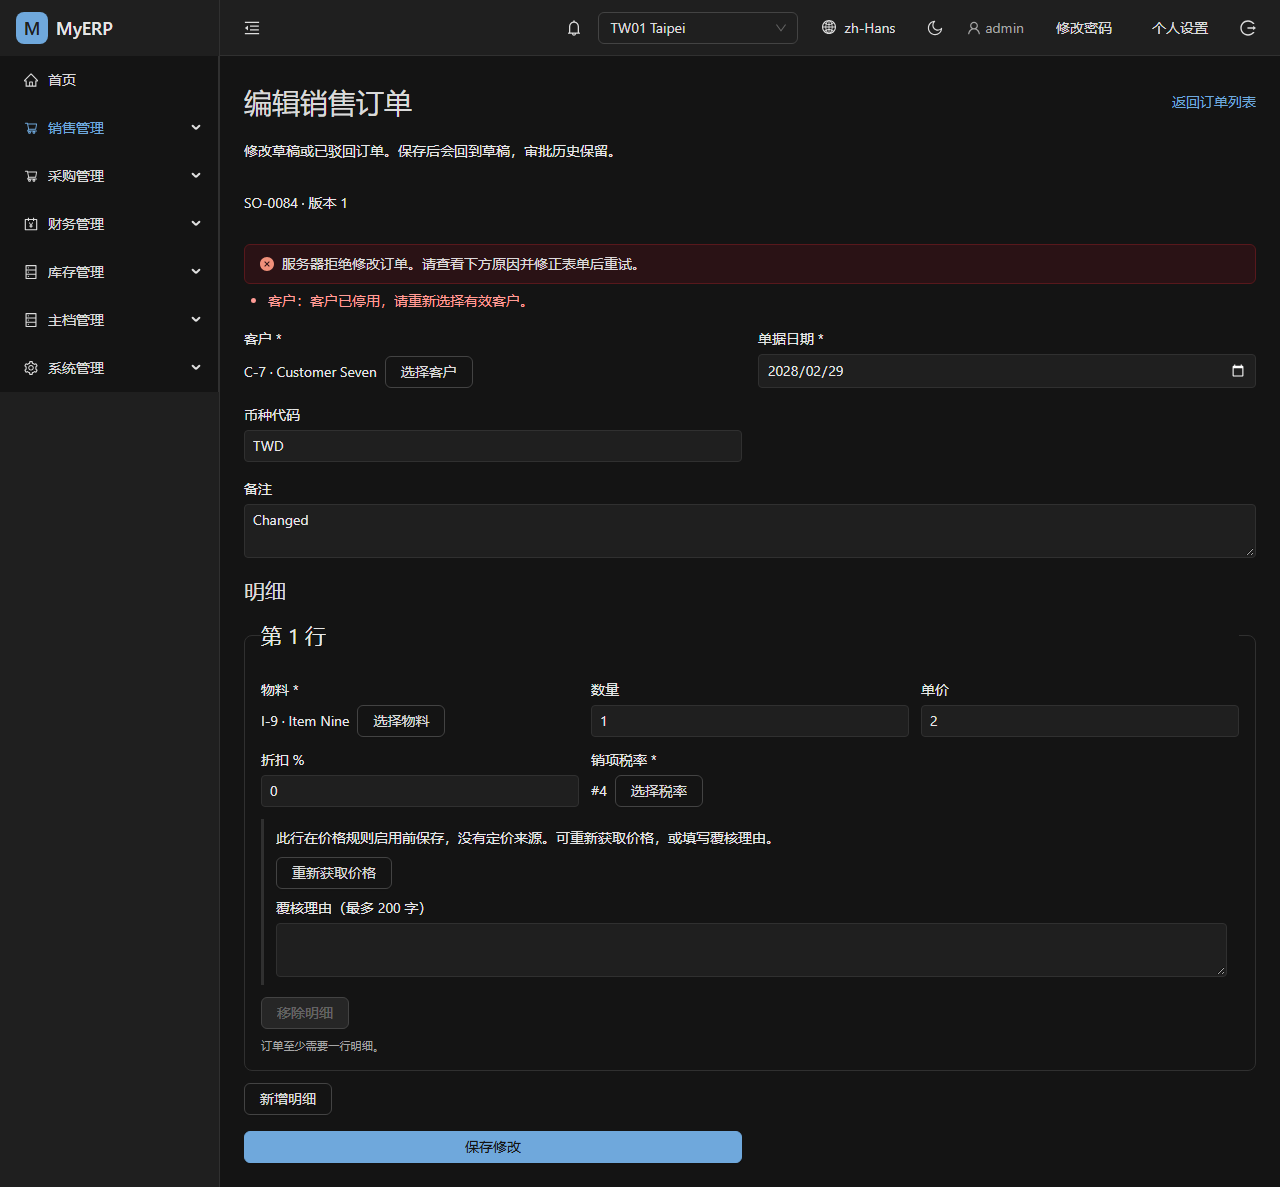 M MyERP
TW01 Taipei
zh-Hans
admin
修改密码
个人设置
首页
销售管理
采购管理
财务管理
库存管理
主档管理
系统管理
编辑销售订单
返回订单列表
修改草稿或已驳回订单。保存后会回到草稿，审批历史保留。
SO-0084 · 版本 1
服务器拒绝修改订单。请查看下方原因并修正表单后重试。
客户：客户已停用，请重新选择有效客户。
客户 *
C-7 · Customer Seven 选择客户
单据日期 *
2028/02/29
币种代码
TWD
备注
Changed
明细
第 1 行
物料 *
I-9 · Item Nine 选择物料
数量
1
单价
2
折扣 %
0
销项税率 *
#4 选择税率
此行在价格规则启用前保存，没有定价来源。可重新获取价格，或填写覆核理由。
重新获取价格
覆核理由（最多 200 字）
移除明细
订单至少需要一行明细。
新增明细
保存修改